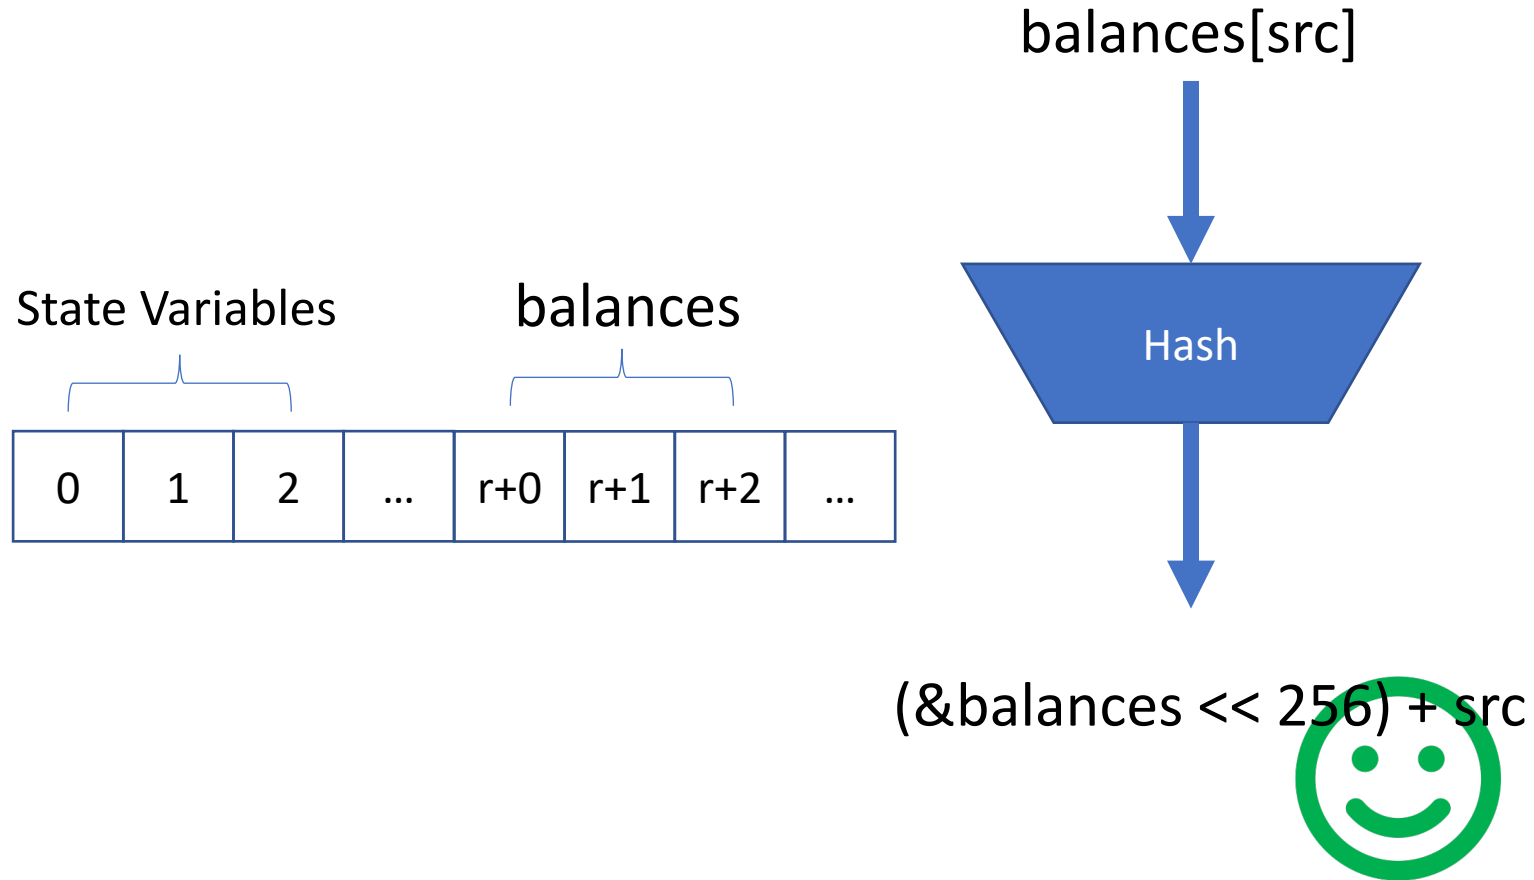 balances[src]
State Variables
balances
Hash
0 1 2 ... r+0 r+1 r+2 ...
(&balances << 256) + src